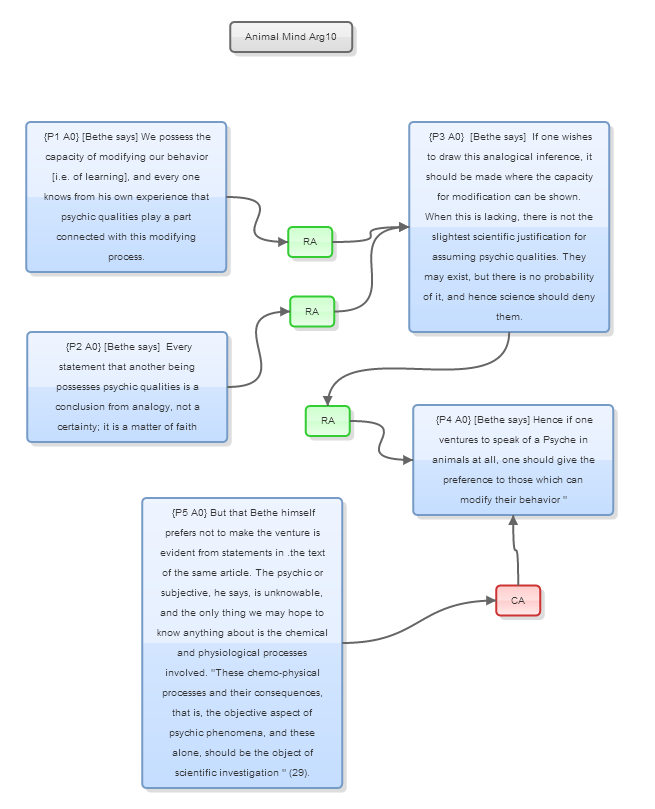 Animal Mind Arg10
{P1 A0} [Bethe says] We possess the
capacity of modifying our behavior
[i.e. of learning], and every one
knows from his own experience that
psychic qualities play a part
connected with this modifying
process.
RA
{P2 A0} [Bethe says]  Every
statement that another being
possesses psychic qualities is a
conclusion from analogy, not a
certainty; it is a matter of faith
RA
{P3 A0}  [Bethe says]  If one wishes
to draw this analogical inference, it
should be made where the capacity
for modification can be shown.
When this is lacking, there is not the
slightest scientific justification for
assuming psychic qualities. They
may exist, but there is no probability
of it, and hence science should deny
them.
RA
{P4 A0} [Bethe says] Hence if one
ventures to speak of a Psyche in
animals at all, one should give the
preference to those which can
modify their behavior "
{P5 A0} But that Bethe himself
prefers not to make the venture is
evident from statements in .the text
of the same article. The psychic or
subjective, he says, is unknowable,
and the only thing we may hope to
know anything about is the chemical
and physiological processes
involved. "These chemo-physical
processes and their consequences,
that is, the objective aspect of
psychic phenomena, and these
alone, should be the object of
scientific investigation " (29).
CA